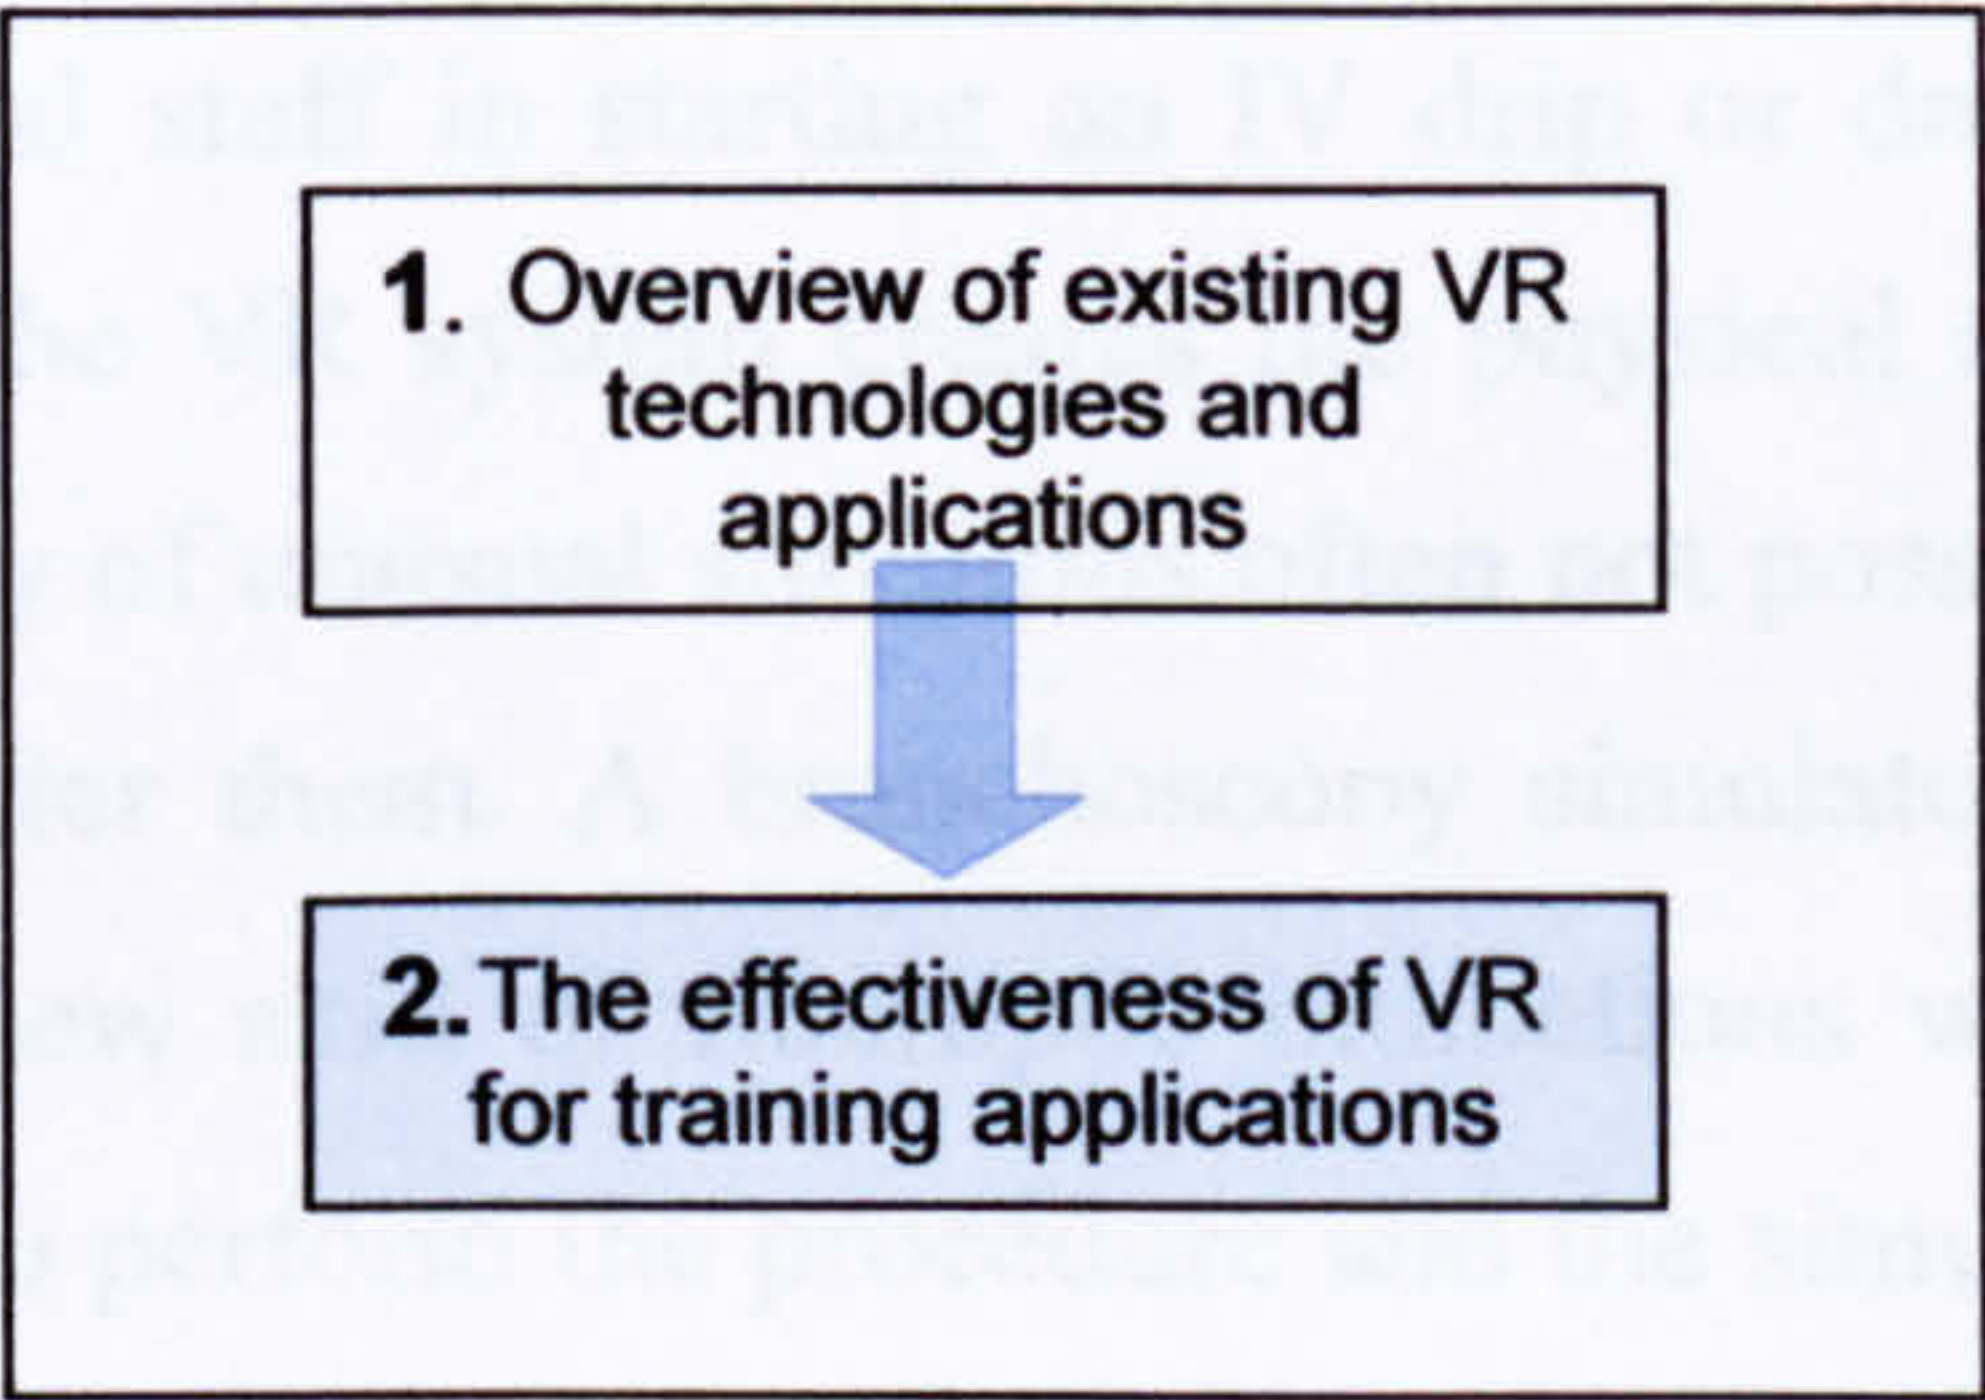 1. Overview of existing VR
technologies and
applications
2. The effectiveness of VR
for training applications